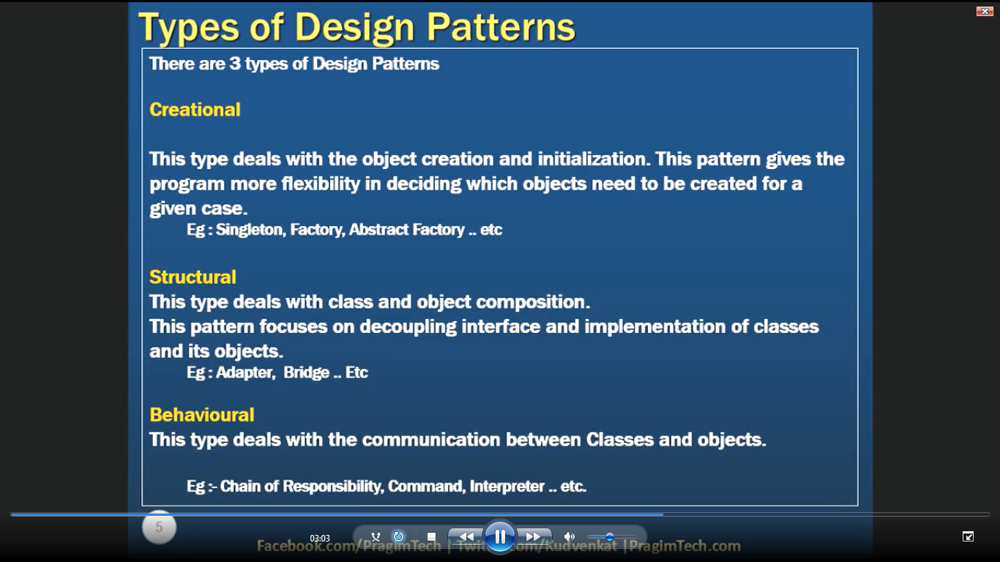 Types of Design Patterns
There are 3 types of Design Patterns
Creational
This type deals with the object creation and initialization. This pattern gives the
program more flexibility in deciding which objects need to be created for a
given case.
Eg : Singleton, Factory, Abstract Factory .. etc
Structural
This type deals with class and object composition.
This pattern focuses on decoupling interface and implementation of classes
and its objects.
Eg : Adapter, Bridge .. Etc
Behavioural
This type deals with the communication between Classes and objects.
Eg :- Chain of Responsibility, Command, Interpreter .. etc.
5
03:03
Facebook.com/PragimTech | Twit .com/Kudvenkat |PragimTech.com